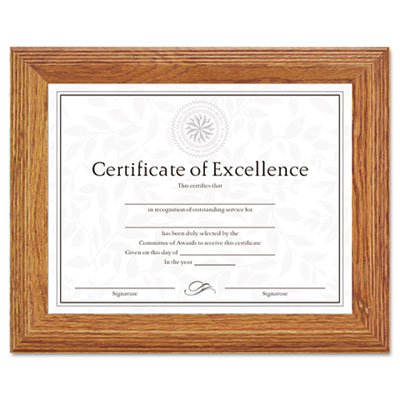 Certificate of Excellence
This certifies that
in recognition of outstanding service for
has been duly selected by the
Committee of Awards to receive this certificate
Given on this day of
In the year
Signature Signature